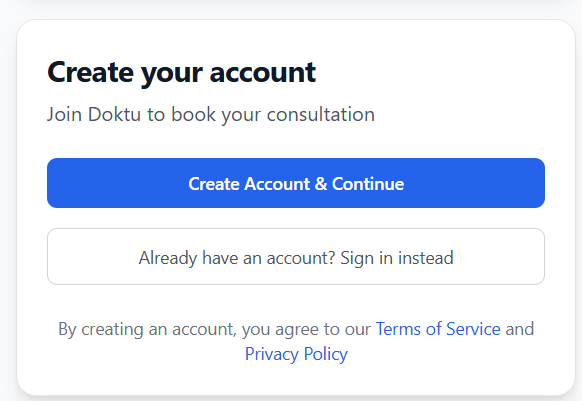 Create your account
Join Doktu to book your consultation
Create Account & Continue
Already have an account? Sign in instead
By creating an account, you agree to our Terms of Service and
Privacy Policy